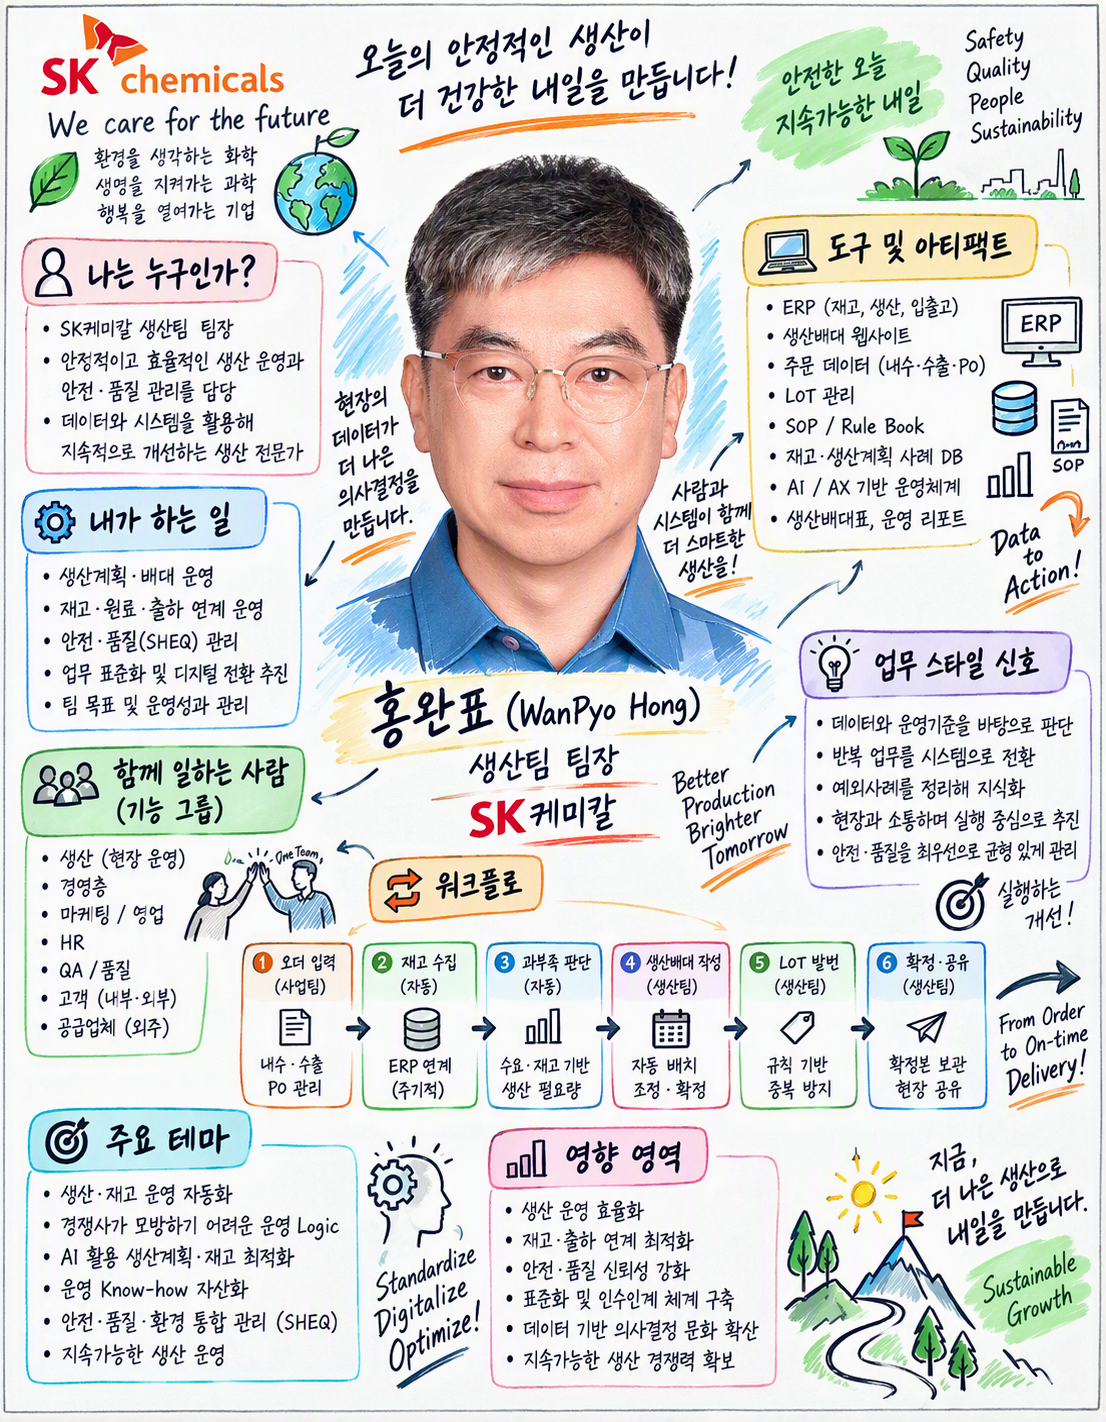 SK chemicals
We care for the future
환경을 생각하는 화학
생명을 지켜가는 과학
행복을 열여가는 기업
오늘의 안정적인 생산이
더 건강한 내일을 만듭니다!
안전한 오늘
지속가능한 내일
Safety
Quality
People
Sustainability
나는 누구인가?
• SK케미칼 생산팀 팀장
• 안정적이고 효율적인 생산 운영과
안전·품질 관리를 담당
• 데이터와 시스템을 활용해
지속적으로 개선하는 생산 전문가
현장의
데이터가
더 나은
의사결정을
만듭니다.
사람과
시스템이 함께
더 스마트한
생산을!
도구 및 아티팩트
• ERP (재고, 생산, 입출고)
• 생산배대 웹사이트
• 주문 데이터 (내수·수출·PO)
• LOT 관리
• SOP / Rule Book
• 재고·생산계획 사례 DB
• AI / AX 기반 운영체계
• 생산배대표, 운영 리포트
ERP
SOP
Data
to
Action!
내가 하는 일
• 생산계획·배대 운영
• 재고·원료·출하 연계 운영
• 안전·품질(SHEQ) 관리
• 업무 표준화 및 디지털 전환 추진
• 팀 목표 및 운영성과 관리
홍완표 (WanPyo Hong)
생산팀 팀장
SK케미칼
업무 스타일 신호
• 데이터와 운영기준을 바탕으로 판단
• 반복 업무를 시스템으로 전환
• 예외사례를 정리해 지식화
• 현장과 소통하며 실행 중심으로 추진
• 안전·품질을 최우선으로 균형 있게 관리
실행하는
개선!
Better
Production
Brighter
Tomorrow
함께 일하는 사람
(기능 그룹)
• 생산 (현장 운영)
• 경영층
• 마케팅 / 영업
• HR
• QA / 품질
• 고객 (내부·외부)
• 공급업체 (외주)
One Team
워크플로
1 오더 입력
(사업팀)
내수·수출
PO 관리
2 재고 수집
(자동)
ERP 연계
(주기적)
3 과부족 판단
(자동)
수요·재고 기반
생산 필요량
4 생산배대 작성
(생산팀)
자동 배치
조정·확정
5 LOT 발번
(생산팀)
규칙 기반
중복 방지
6 확정·공유
(생산팀)
확정본 보관
현장 공유
From Order
to On-time
Delivery!
주요 테마
• 생산·재고 운영 자동화
• 경쟁사가 모방하기 어려운 운영 Logic
• AI 활용 생산계획·재고 최적화
• 운영 Know-how 자산화
• 안전·품질·환경 통합 관리 (SHEQ)
• 지속가능한 생산 운영
Standardize
Digitalize
Optimize!
영향 영역
• 생산 운영 효율화
• 재고·출하 연계 최적화
• 안전·품질 신뢰성 강화
• 표준화 및 인수인계 체계 구축
• 데이터 기반 의사결정 문화 확산
• 지속가능한 생산 경쟁력 확보
지금,
더 나은 생산으로
내일을 만듭니다.
Sustainable
Growth